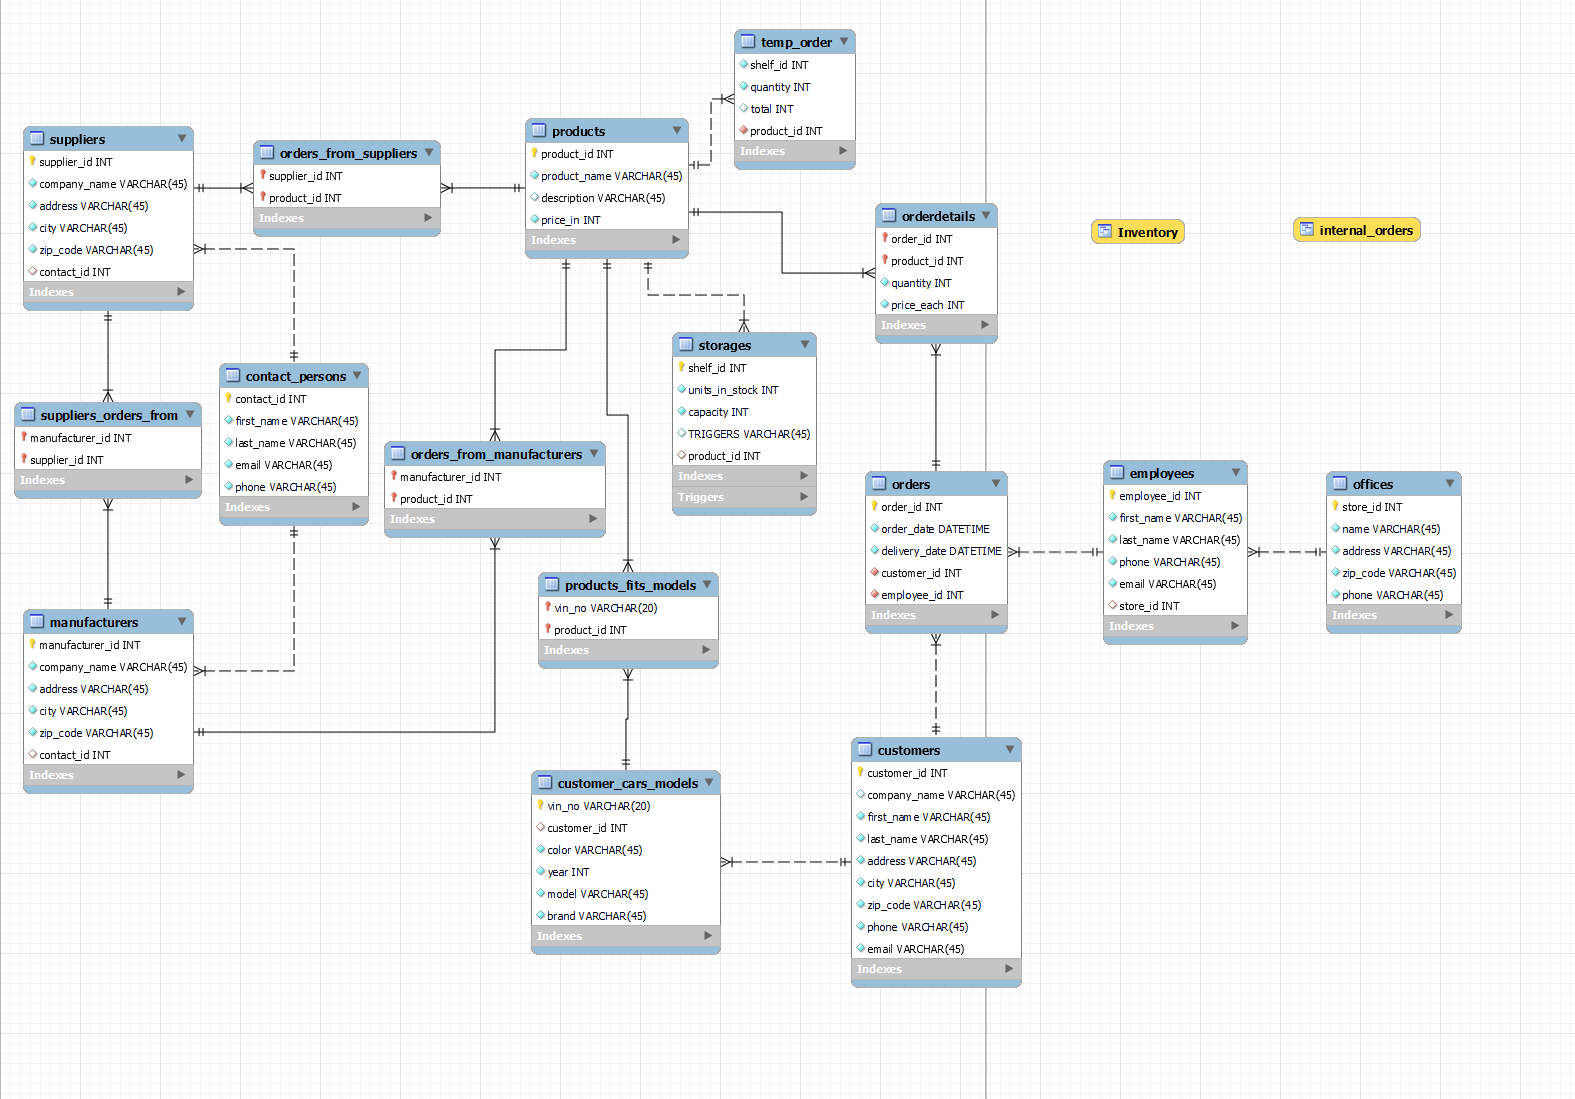 temp_order
shelf_id INT
quantity INT
total INT
product_id INT
Indexes
suppliers
supplier_id INT
company_name VARCHAR(45)
address VARCHAR(45)
city VARCHAR(45)
zip_code VARCHAR(45)
contact_id INT
Indexes
orders_from_suppliers
supplier_id INT
product_id INT
Indexes
products
product_id INT
product_name VARCHAR(45)
description VARCHAR(45)
price_in INT
Indexes
orderdetails
order_id INT
product_id INT
quantity INT
price_each INT
Indexes
Inventory
internal_orders
storages
shelf_id INT
units_in_stock INT
capacity INT
TRIGGERS VARCHAR(45)
product_id INT
Indexes
Triggers
contact_persons
contact_id INT
first_name VARCHAR(45)
last_name VARCHAR(45)
email VARCHAR(45)
phone VARCHAR(45)
Indexes
suppliers_orders_from
manufacturer_id INT
supplier_id INT
Indexes
orders_from_manufacturers
manufacturer_id INT
product_id INT
Indexes
orders
order_id INT
order_date DATETIME
delivery_date DATETIME
customer_id INT
employee_id INT
Indexes
employees
employee_id INT
first_name VARCHAR(45)
last_name VARCHAR(45)
phone VARCHAR(45)
email VARCHAR(45)
store_id INT
Indexes
offices
store_id INT
name VARCHAR(45)
address VARCHAR(45)
zip_code VARCHAR(45)
phone VARCHAR(45)
Indexes
products_fits_models
vin_no VARCHAR(20)
product_id INT
Indexes
manufacturers
manufacturer_id INT
company_name VARCHAR(45)
address VARCHAR(45)
city VARCHAR(45)
zip_code VARCHAR(45)
contact_id INT
Indexes
customer_cars_models
vin_no VARCHAR(20)
customer_id INT
color VARCHAR(45)
year INT
model VARCHAR(45)
brand VARCHAR(45)
Indexes
customers
customer_id INT
company_name VARCHAR(45)
first_name VARCHAR(45)
last_name VARCHAR(45)
address VARCHAR(45)
city VARCHAR(45)
zip_code VARCHAR(45)
phone VARCHAR(45)
email VARCHAR(45)
Indexes